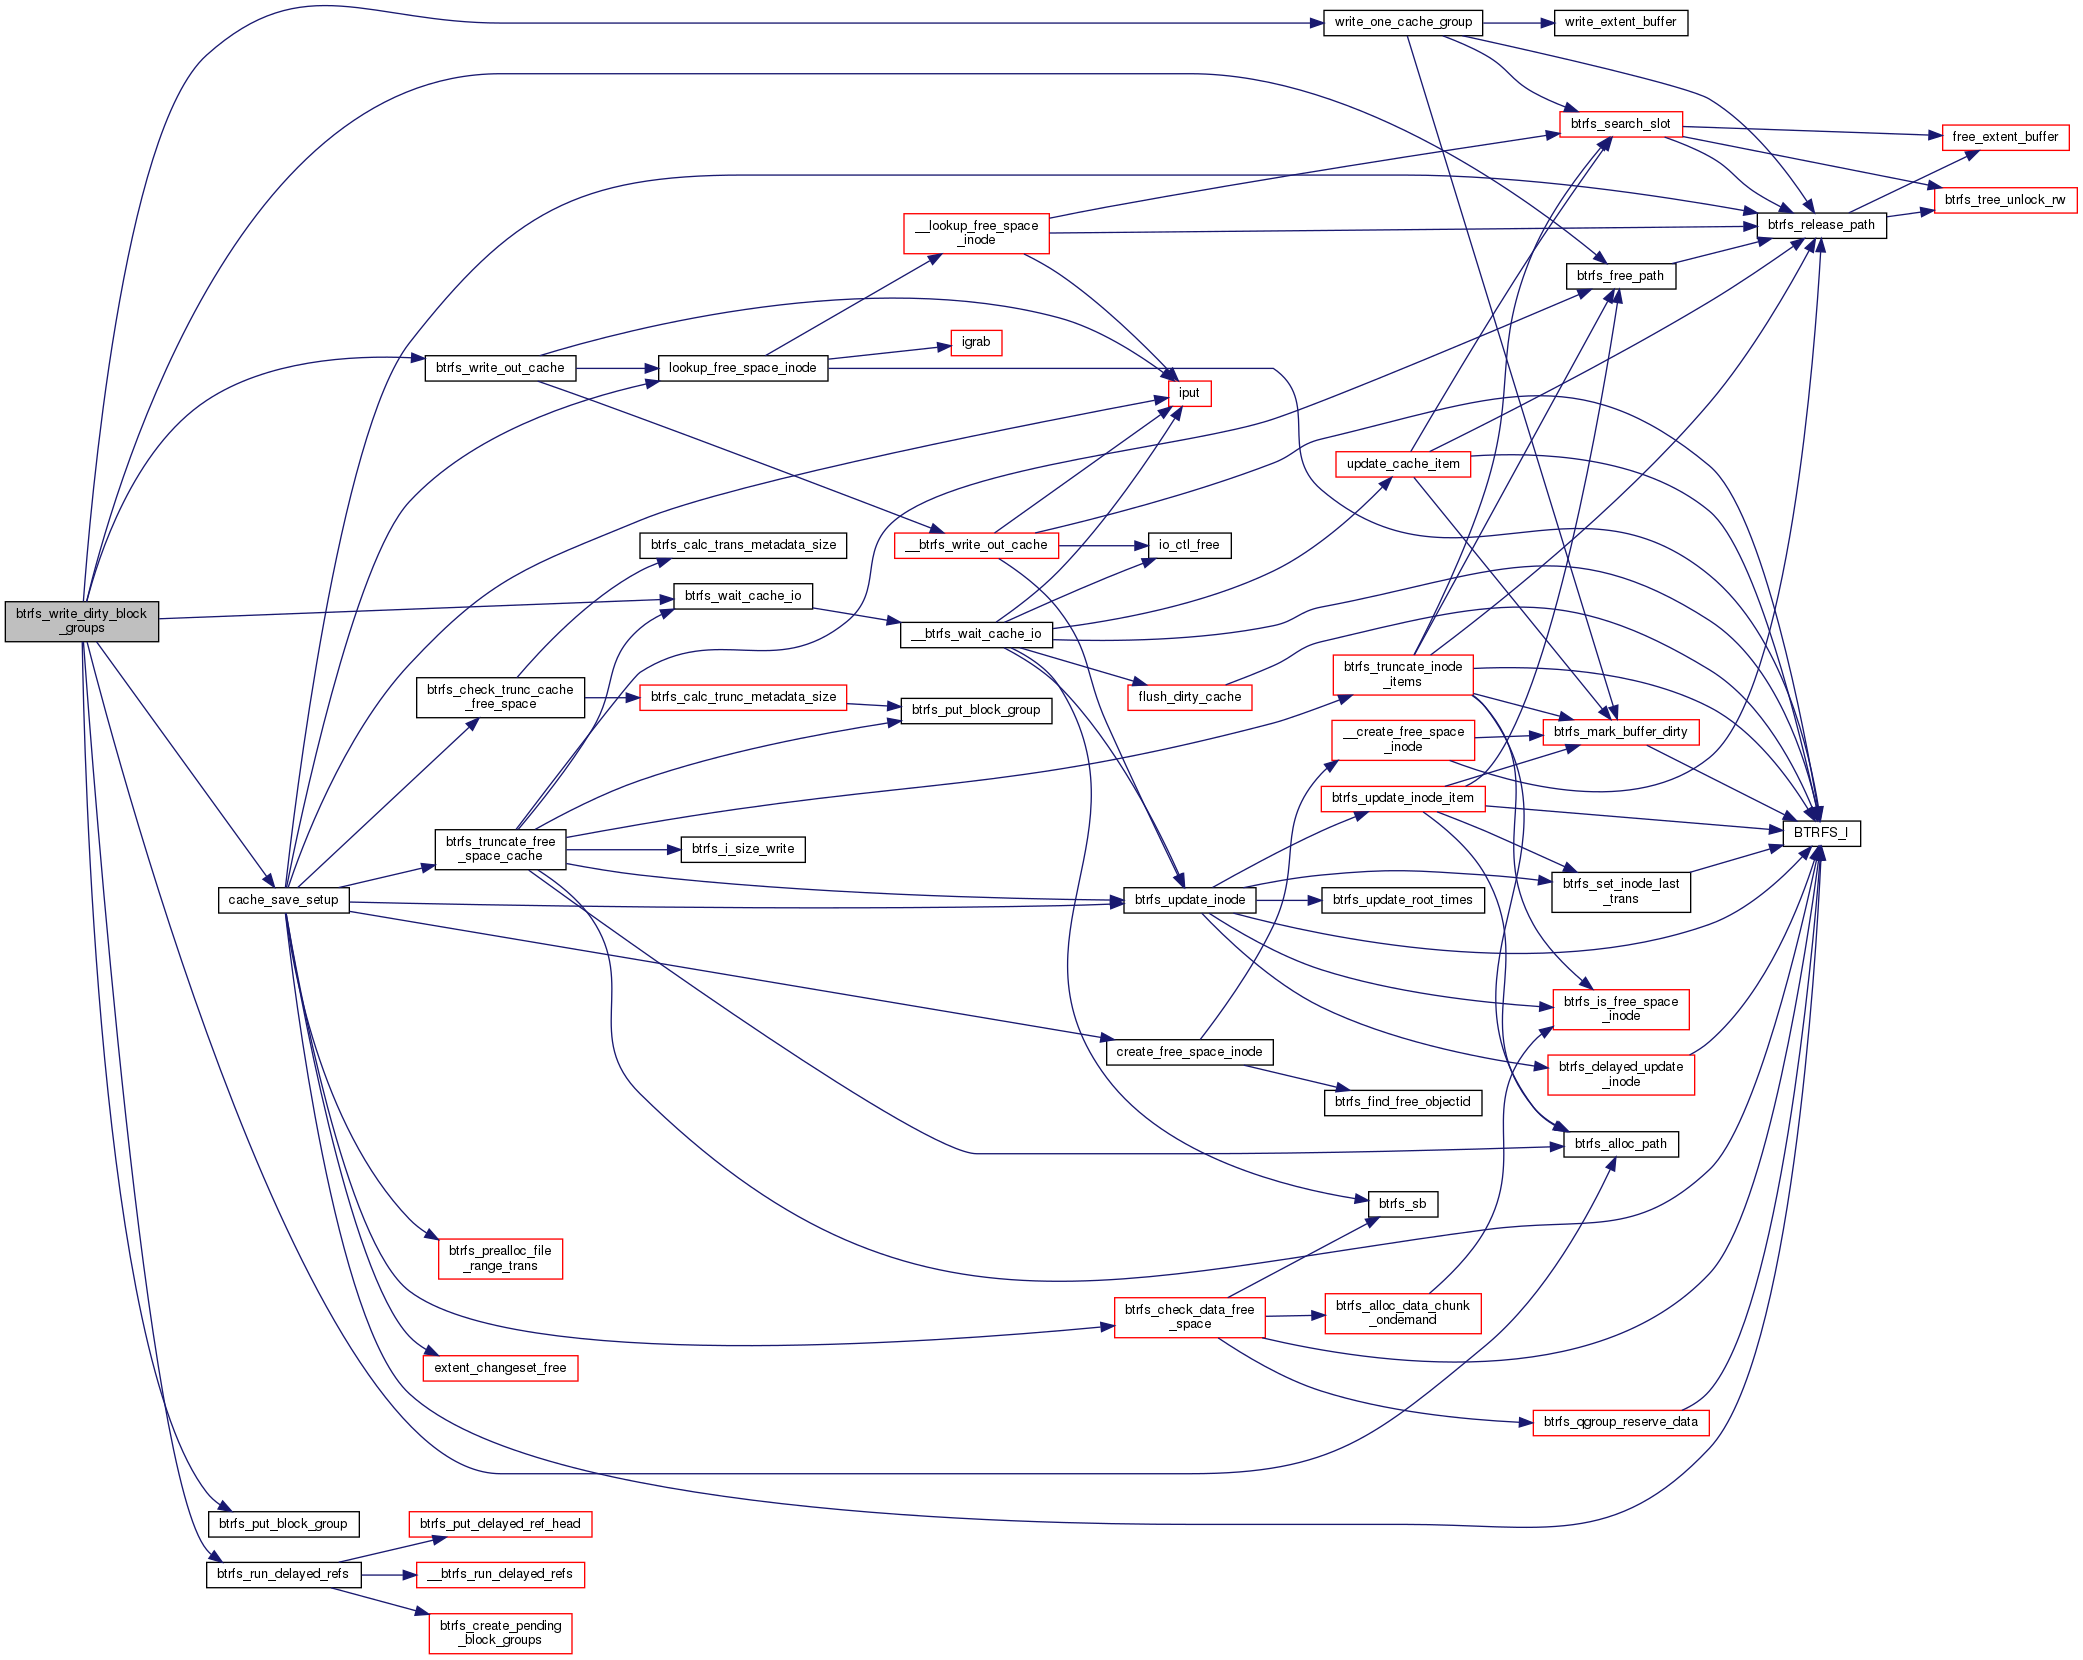 write_one_cache_group
write_extent_buffer
btrfs_search_slot
free_extent_buffer
btrfs_tree_unlock_rw
__lookup_free_space
_inode
btrfs_release_path
btrfs_free_path
igrab
btrfs_write_out_cache
lookup_free_space_inode
iput
update_cache_item
btrfs_calc_trans_metadata_size
__btrfs_write_out_cache
io_ctl_free
btrfs_wait_cache_io
btrfs_write_dirty_block
_groups
__btrfs_wait_cache_io
btrfs_truncate_inode
_items
btrfs_check_trunc_cache
_free_space
btrfs_calc_trunc_metadata_size
flush_dirty_cache
btrfs_put_block_group
__create_free_space
_inode
btrfs_mark_buffer_dirty
btrfs_update_inode_item
BTRFS_I
btrfs_truncate_free
_space_cache
btrfs_i_size_write
btrfs_set_inode_last
_trans
cache_save_setup
btrfs_update_inode
btrfs_update_root_times
btrfs_is_free_space
_inode
create_free_space_inode
btrfs_delayed_update
_inode
btrfs_find_free_objectid
btrfs_alloc_path
btrfs_sb
btrfs_prealloc_file
_range_trans
btrfs_check_data_free
_space
btrfs_alloc_data_chunk
_ondemand
extent_changeset_free
btrfs_qgroup_reserve_data
btrfs_put_block_group
btrfs_put_delayed_ref_head
btrfs_run_delayed_refs
__btrfs_run_delayed_refs
btrfs_create_pending
_block_groups